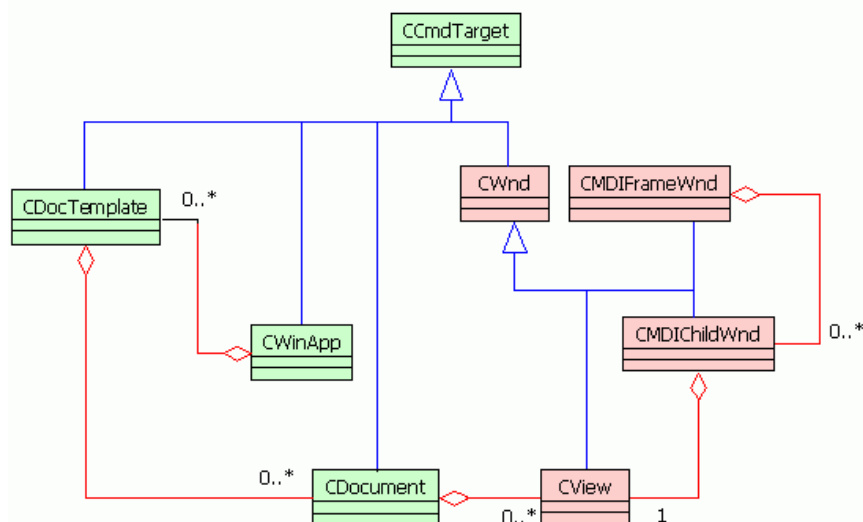 CCmdTarget
CDocTemplate
0..*
CWnd
CMDIFrameWnd
CWinApp
CMDIChildWnd
0..*
0..*
CDocument
0..*
CView
1